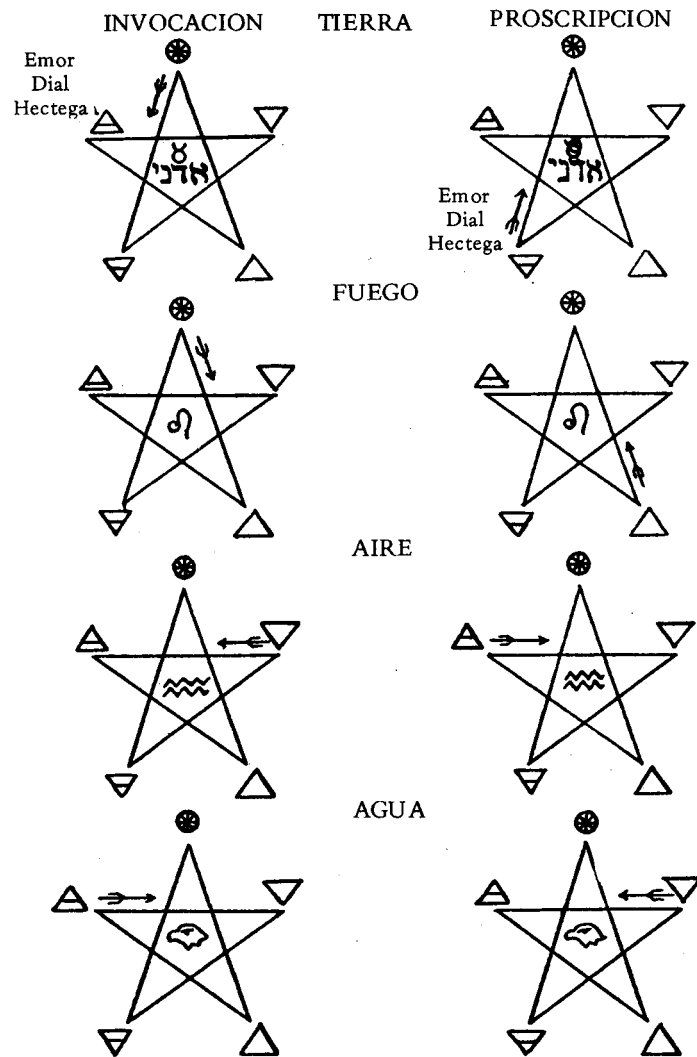 INVOCACION TIERRA PROSCRIPCION
Emor
Dial
Hectega
אדני
אדני
Emor
Dial
Hectega
FUEGO
AIRE
AGUA